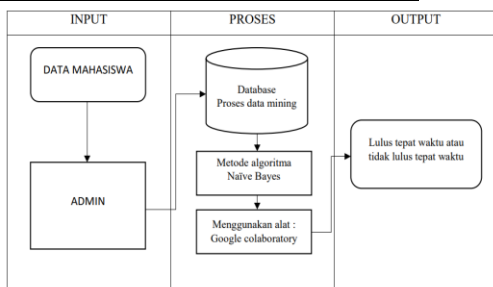 INPUT
PROSES
OUTPUT
DATA MAHASISWA
ADMIN
Database
Proses data mining
Metode algoritma
Naïve Bayes
Menggunakan alat :
Google colaboratory
Lulus tepat waktu atau
tidak lulus tepat waktu